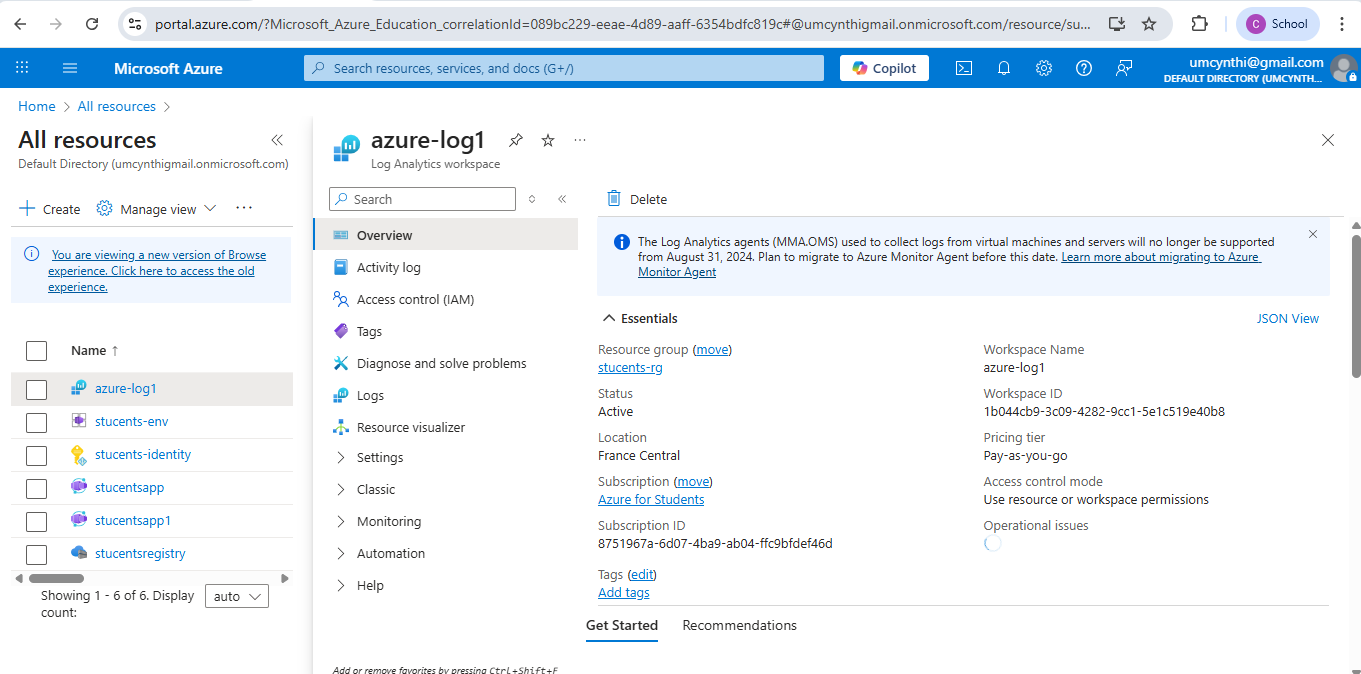 portal.azure.com/?Microsoft_Azure_Education_correlationId=089bc229-eeae-4d89-aaff-6354bdfc819c#@umcynthigmail.onmicrosoft.com/resource/su...
C School
Microsoft Azure
Search resources, services, and docs (G+/)
Copilot
umcynthi@gmail.com
DEFAULT DIRECTORY (UMCYNTH...
Home > All resources >
All resources
Default Directory (umcynthigmail.onmicrosoft.com)
Create
Manage view
...
You are viewing a new version of Browse
experience. Click here to access the old
experience.
Name ↑
azure-log1
stucents-env
stucents-identity
stucentsapp
stucentsapp1
stucentsregistry
Showing 1 - 6 of 6. Display
count:
auto
azure-log1
...
Log Analytics workspace
Search
Overview
Activity log
Access control (IAM)
Tags
Diagnose and solve problems
Logs
Resource visualizer
Settings
Classic
Monitoring
Automation
Help
Add or remove favorites by pressing Ctrl+Shift+F
Delete
The Log Analytics agents (MMA,OMS) used to collect logs from virtual machines and servers will no longer be supported
from August 31, 2024. Plan to migrate to Azure Monitor Agent before this date. Learn more about migrating to Azure
Monitor Agent
Essentials
JSON View
Resource group (move)
stucents-rg
Status
Active
Location
France Central
Subscription (move)
Azure for Students
Subscription ID
8751967a-6d07-4ba9-ab04-ffc9bfdef46d
Tags (edit)
Add tags
Workspace Name
azure-log1
Workspace ID
1b044cb9-3c09-4282-9cc1-5e1c519e40b8
Pricing tier
Pay-as-you-go
Access control mode
Use resource or workspace permissions
Operational issues
Get Started
Recommendations